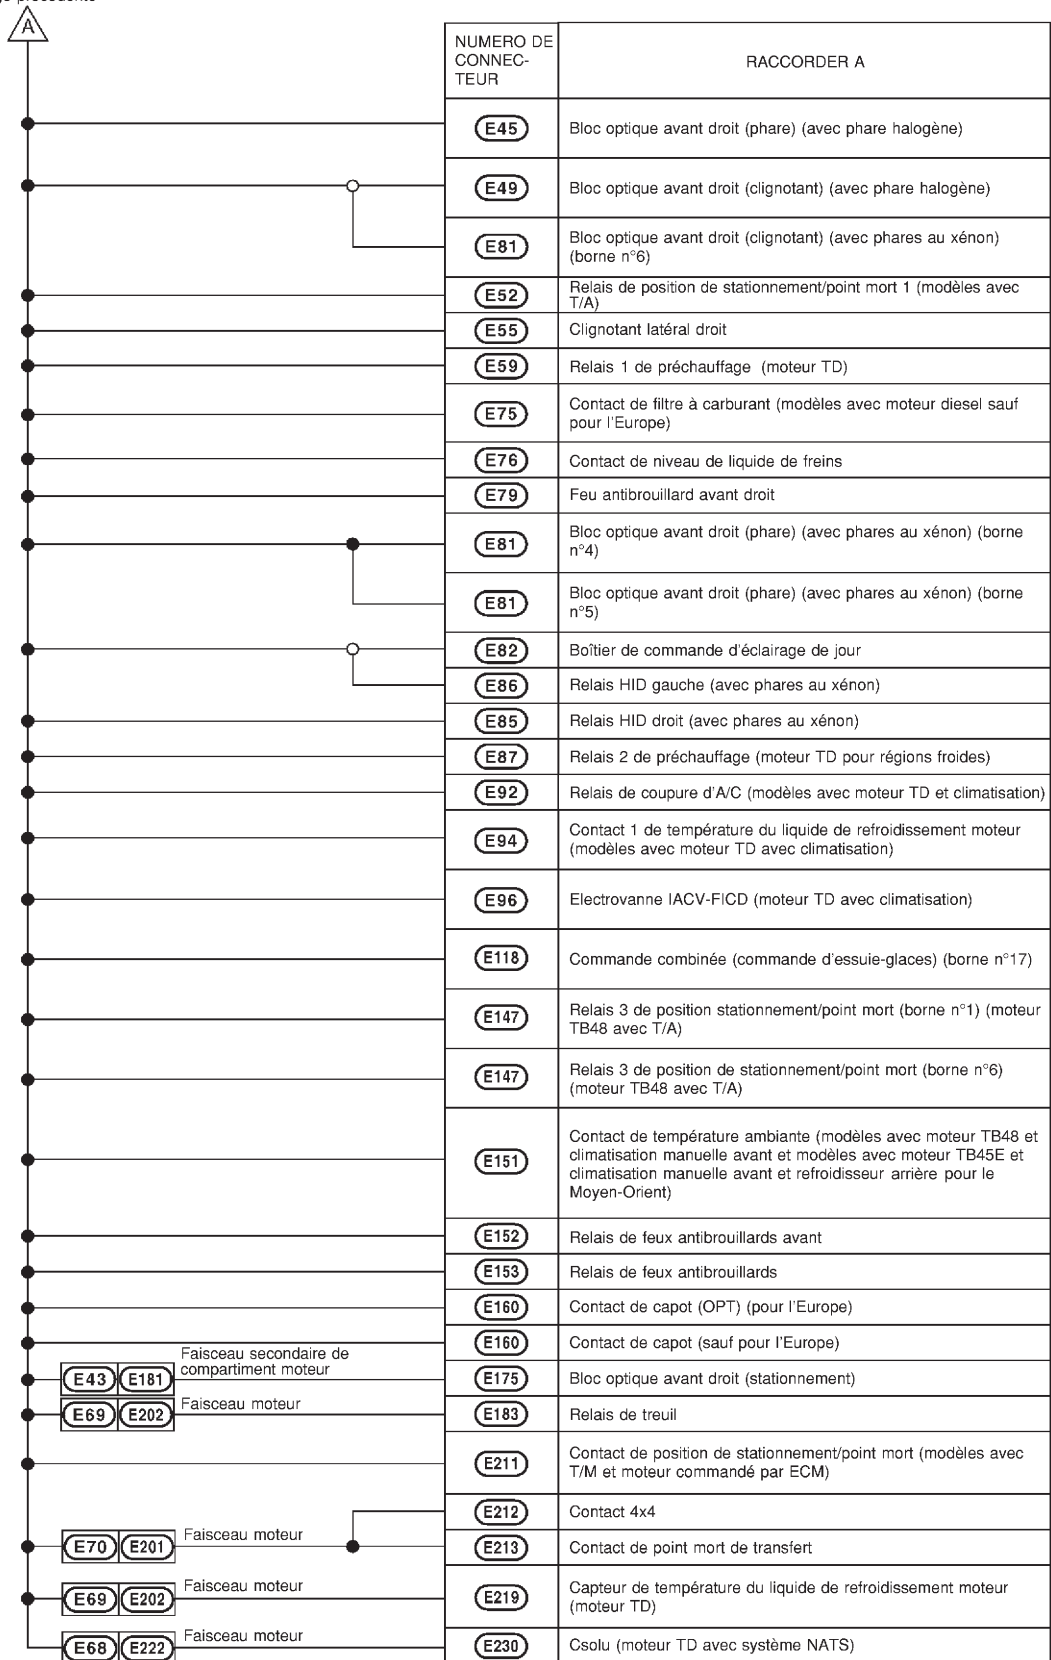 A
NUMERO DE
CONNEC-
TEUR
RACCORDER A
E45
Bloc optique avant droit (phare) (avec phare halogène)
E49
Bloc optique avant droit (clignotant) (avec phare halogène)
E81
Bloc optique avant droit (clignotant) (avec phares au xénon)
(borne n°6)
E52
Relais de position de stationnement/point mort 1 (modèles avec
T/A)
E55
Clignotant latéral droit
E59
Relais 1 de préchauffage (moteur TD)
E75
Contact de filtre à carburant (modèles avec moteur diesel sauf
pour l'Europe)
E76
Contact de niveau de liquide de freins
E79
Feu antibrouillard avant droit
E81
Bloc optique avant droit (phare) (avec phares au xénon) (borne
n°4)
E81
Bloc optique avant droit (phare) (avec phares au xénon) (borne
n°5)
E82
Boîtier de commande d'éclairage de jour
E86
Relais HID gauche (avec phares au xénon)
E85
Relais HID droit (avec phares au xénon)
E87
Relais 2 de préchauffage (moteur TD pour régions froides)
E92
Relais de coupure d'A/C (modèles avec moteur TD et climatisation)
E94
Contact 1 de température du liquide de refroidissement moteur
(modèles avec moteur TD avec climatisation)
E96
Electrovanne IACV-FICD (moteur TD avec climatisation)
E118
Commande combinée (commande d'essuie-glaces) (borne n°17)
E147
Relais 3 de position stationnement/point mort (borne n°1) (moteur
TB48 avec T/A)
E147
Relais 3 de position de stationnement/point mort (borne n°6)
(moteur TB48 avec T/A)
E151
Contact de température ambiante (modèles avec moteur TB48 et
climatisation manuelle avant et modèles avec moteur TB45E et
climatisation manuelle avant et refroidisseur arrière pour le
Moyen-Orient)
E152
Relais de feux antibrouillards avant
E153
Relais de feux antibrouillards
E160
Contact de capot (OPT) (pour l'Europe)
E160
Contact de capot (sauf pour l'Europe)
Faisceau secondaire de
compartiment moteur
E43 E181
E175
Bloc optique avant droit (stationnement)
E69 E202
Faisceau moteur
E183
Relais de treuil
E211
Contact de position de stationnement/point mort (modèles avec
T/M et moteur commandé par ECM)
E212
Contact 4x4
E70 E201
Faisceau moteur
E213
Contact de point mort de transfert
E69 E202
Faisceau moteur
E219
Capteur de température du liquide de refroidissement moteur
(moteur TD)
E68 E222
Faisceau moteur
E230
Csolu (moteur TD avec système NATS)